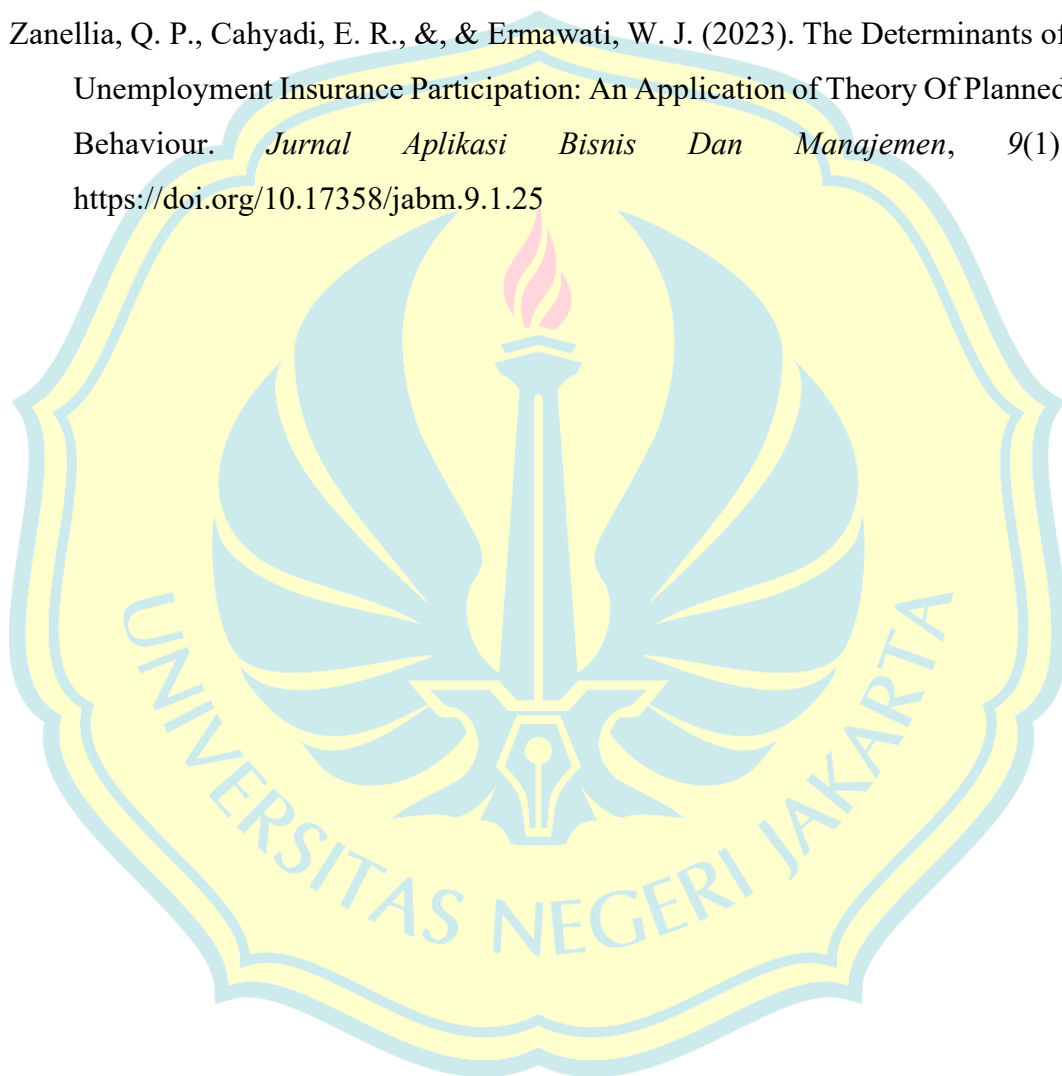 Zanellia, Q. P., Cahyadi, E. R., &, & Ermawati, W. J. (2023). The Determinants of
Unemployment Insurance Participation: An Application of Theory Of Planned
Behaviour. Jurnal Aplikasi Bisnis Dan Manajemen, 9(1)
https://doi.org/10.17358/jabm.9.1.25
UNIVERSITAS NEGERI JAKARTA